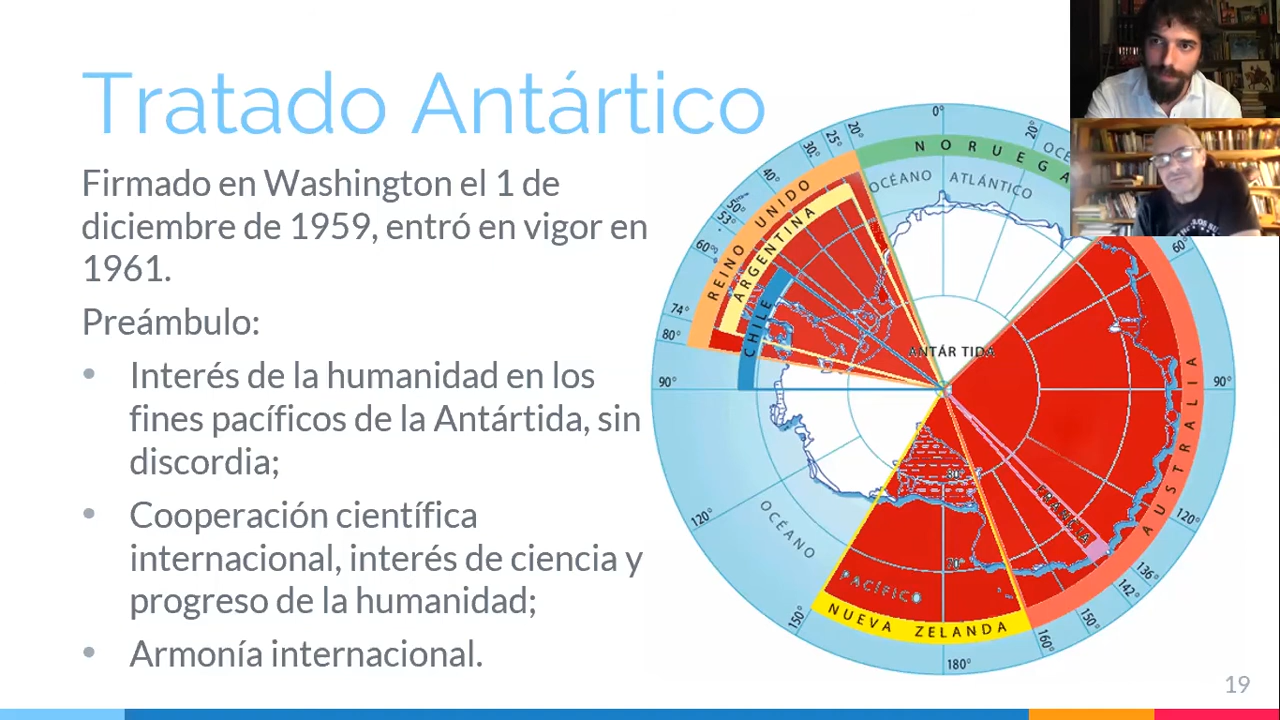 Tratado Antártico
Firmado en Washington el 1 de
diciembre de 1959, entró en vigor en
1961.
Preámbulo:
• Interés de la humanidad en los
fines pacíficos de la Antártida, sin
discordia;
• Cooperación científica
internacional, interés de ciencia y
progreso de la humanidad;
• Armonía internacional.
0°
20°
20°
25°
30°
40°
50°
53°
60°
74°
80°
90°
120°
150°
180°
160°
150°
142°
136°
120°
90°
60°
NORUEGA
OCÉANO ATLÁNTICO
REINO UNIDO
ARGENTINA
CHILE
ANTÁR TIDA
AUSTRALIA
FRANCIA
80°
70°
OCÉANO
PACÍFICO
NUEVA ZELANDA
19